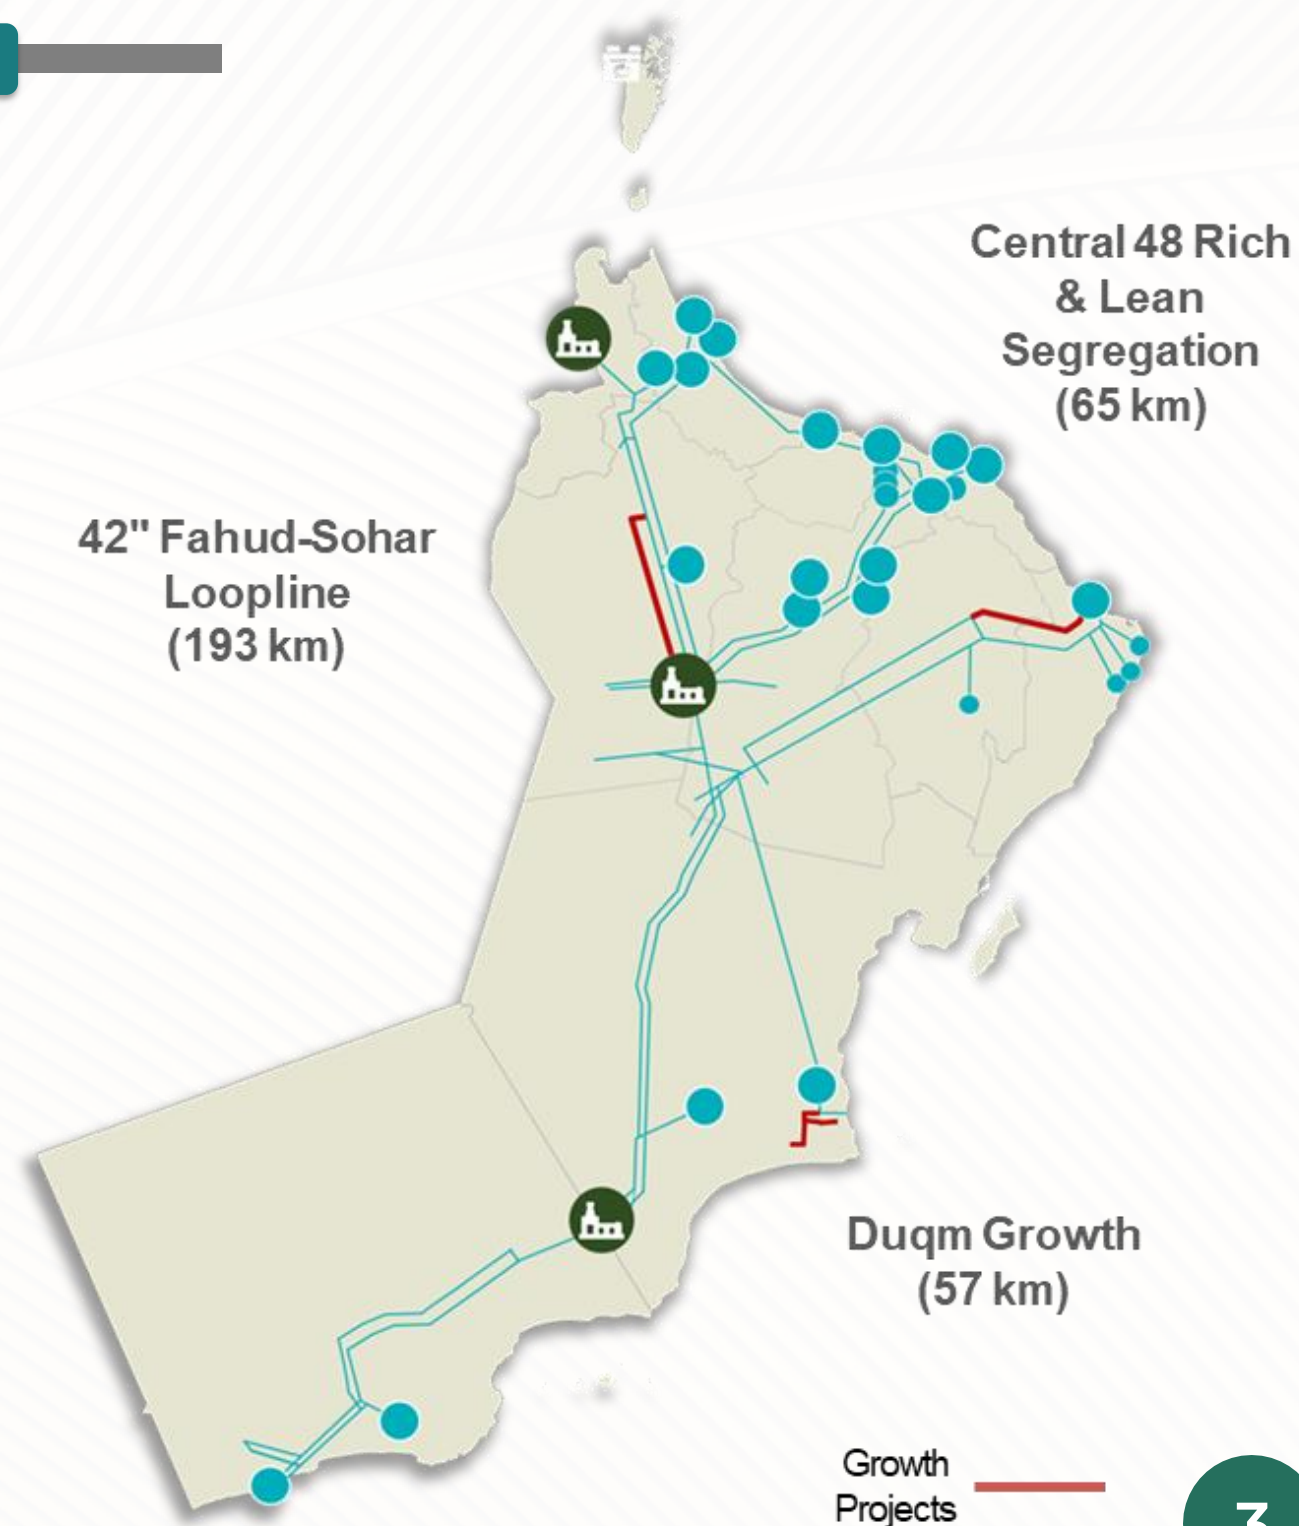 Central 48 Rich
& Lean
Segregation
(65 km)
42" Fahud-Sohar
Loopline
(193 km)
Duqm Growth
(57 km)
Growth
Projects
3